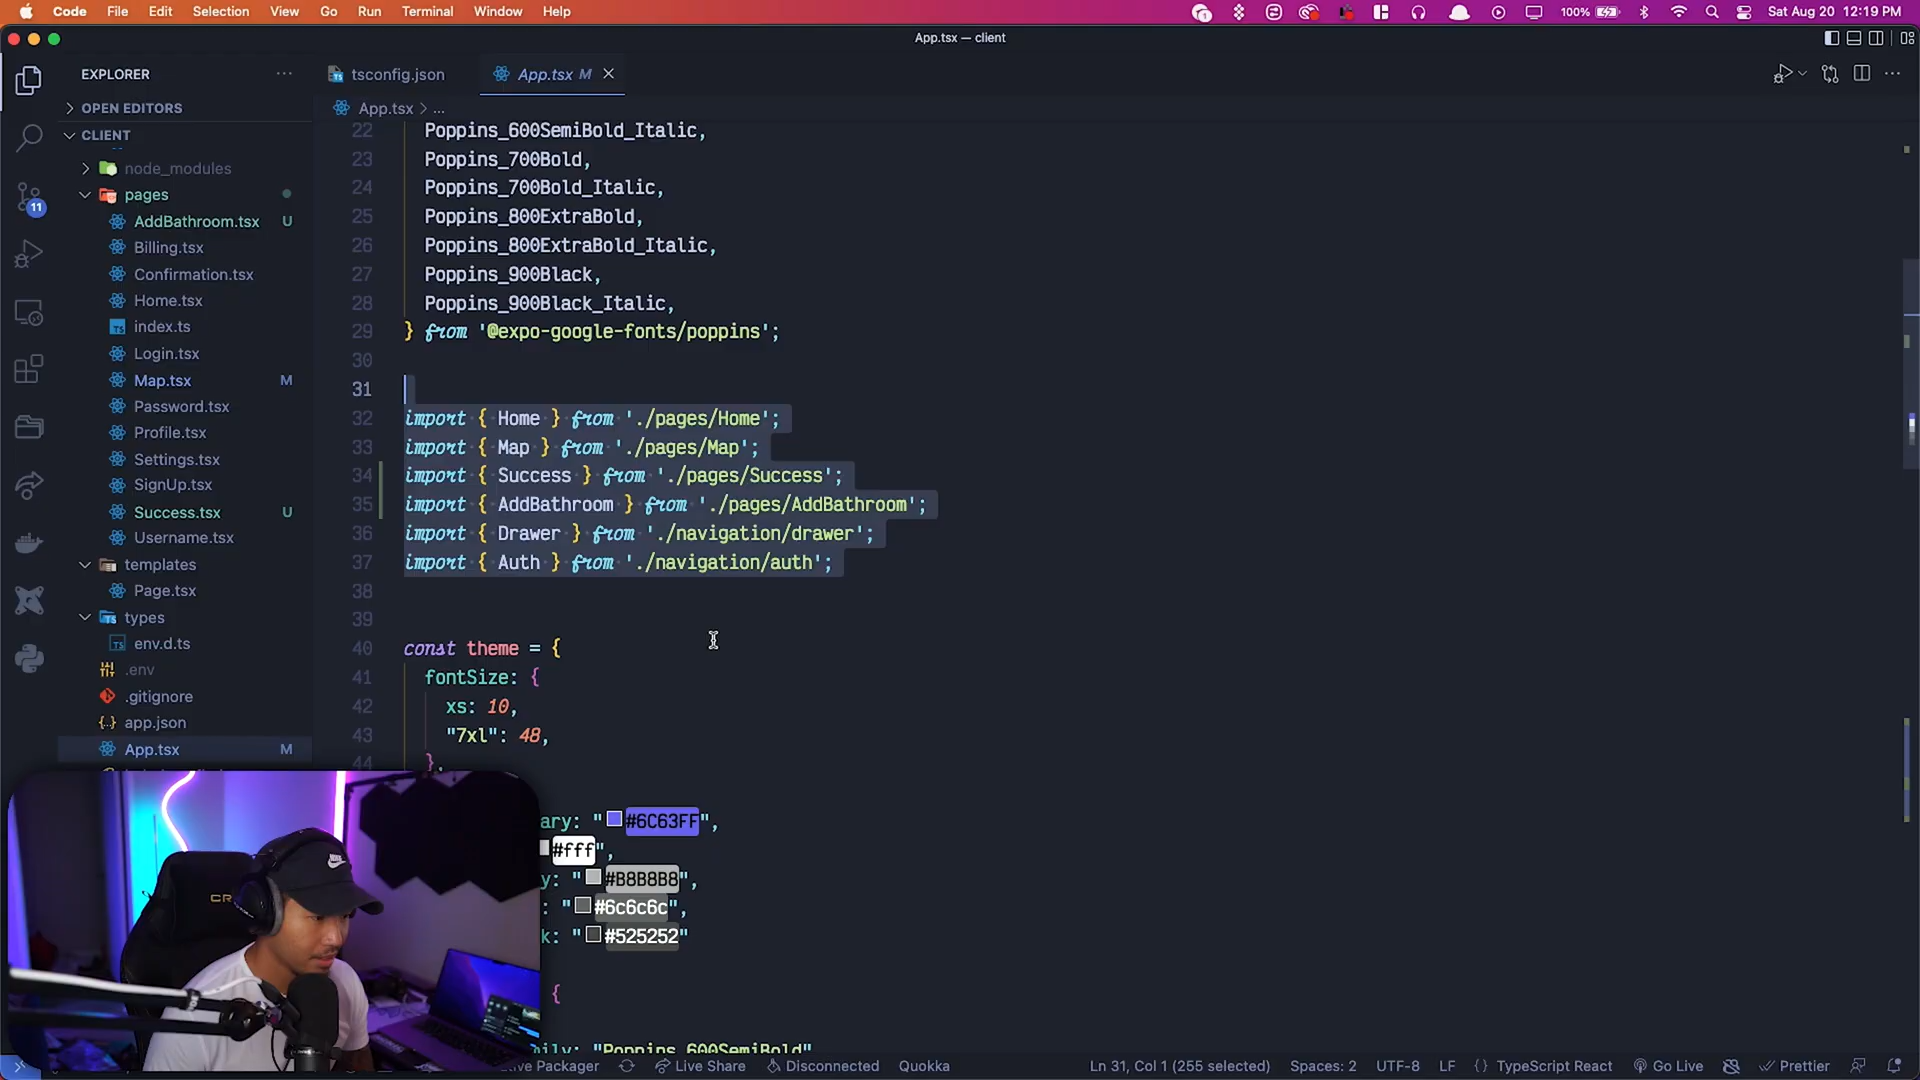 Code File Edit Selection View Go Run Terminal Window Help 1 100% Sat Aug 20 12:19 PM
App.tsx — client
EXPLORER ···
tsconfig.json App.tsx M
OPEN EDITORS
App.tsx > ...
CLIENT
node_modules
pages
AddBathroom.tsx U
Billing.tsx
Confirmation.tsx
Home.tsx
index.ts
Login.tsx
Map.tsx M
Password.tsx
Profile.tsx
Settings.tsx
SignUp.tsx
Success.tsx U
Username.tsx
templates
Page.tsx
types
env.d.ts
.env
.gitignore
app.json
App.tsx M
11
22 Poppins_600SemiBold_Italic,
23 Poppins_700Bold,
24 Poppins_700Bold_Italic,
25 Poppins_800ExtraBold,
26 Poppins_800ExtraBold_Italic,
27 Poppins_900Black,
28 Poppins_900Black_Italic,
29 } from '@expo-google-fonts/poppins';
30
31
32 import { Home } from './pages/Home';
33 import { Map } from './pages/Map';
34 import { Success } from './pages/Success';
35 import { AddBathroom } from './pages/AddBathroom';
36 import { Drawer } from './navigation/drawer';
37 import { Auth } from './navigation/auth';
38
39
40 const theme = {
41 fontSize: {
42 xs: 10,
43 "7xl": 48,
44 },
ary: "#6C63FF",
#fff",
y: "#B8B8B8",
: "#6c6c6c",
k: "#525252"
{
mily: "Poppins_600SemiBold"
CR
Package Manager Live Share Disconnected Quokka Ln 31, Col 1 (255 selected) Spaces: 2 UTF-8 LF {} TypeScript React Go Live Prettier